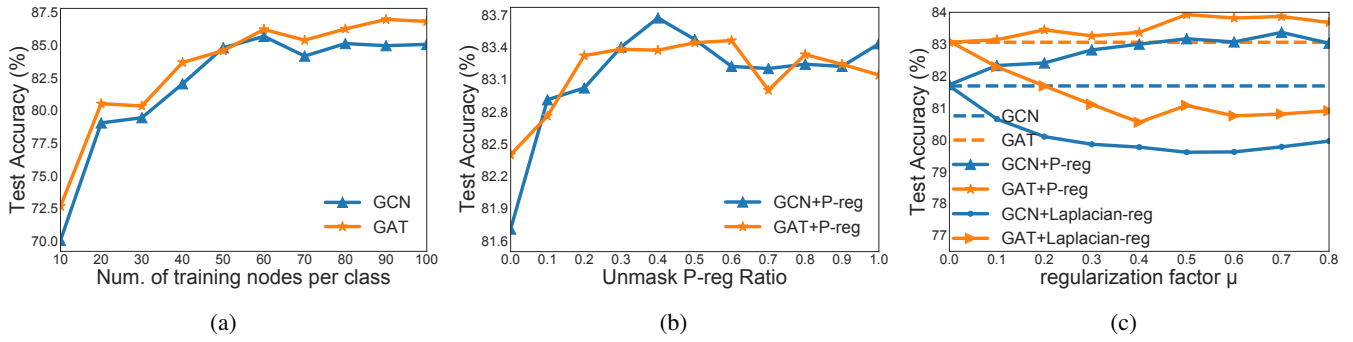 87.5
85.0
82.5
80.0
77.5
75.0
72.5
70.0
Test Accuracy (%)
10 20 30 40 50 60 70 80 90 100
Num. of training nodes per class
GCN
GAT
(a)
83.7
83.4
83.1
82.8
82.5
82.2
81.9
81.6
Test Accuracy (%)
0.0 0.1 0.2 0.3 0.4 0.5 0.6 0.7 0.8 0.9 1.0
Unmask P-reg Ratio
GCN+P-reg
GAT+P-reg
(b)
84
83
82
81
80
79
78
77
Test Accuracy (%)
0.0 0.1 0.2 0.3 0.4 0.5 0.6 0.7 0.8
regularization factor μ
GCN
GAT
GCN+P-reg
GAT+P-reg
GCN+Laplacian-reg
GAT+Laplacian-reg
(c)